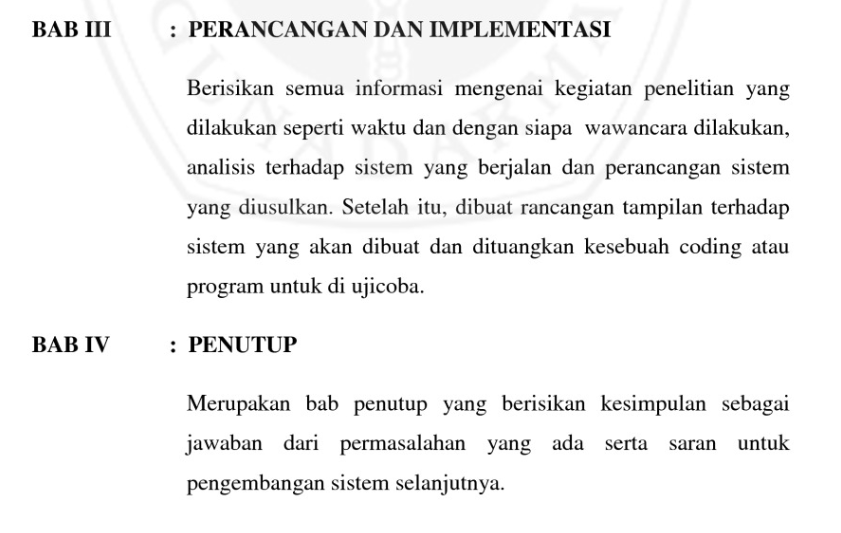 BAB III : PERANCANGAN DAN IMPLEMENTASI
Berisikan semua informasi mengenai kegiatan penelitian yang
dilakukan seperti waktu dan dengan siapa wawancara dilakukan,
analisis terhadap sistem yang berjalan dan perancangan sistem
yang diusulkan. Setelah itu, dibuat rancangan tampilan terhadap
sistem yang akan dibuat dan dituangkan kesebuah coding atau
program untuk di ujicoba.
BAB IV : PENUTUP
Merupakan bab penutup yang berisikan kesimpulan sebagai
jawaban dari permasalahan yang ada serta saran untuk
pengembangan sistem selanjutnya.